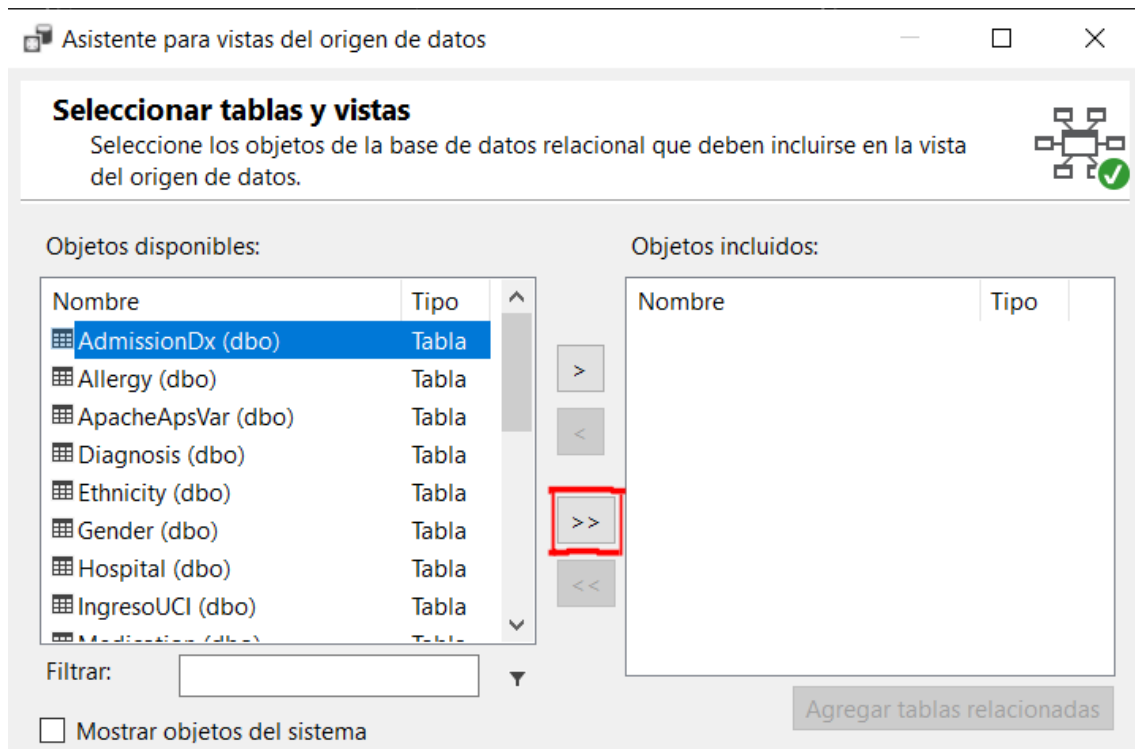 Asistente para vistas del origen de datos
Seleccionar tablas y vistas
Seleccione los objetos de la base de datos relacional que deben incluirse en la vista
del origen de datos.
Objetos disponibles:
Nombre Tipo
AdmissionDx (dbo) Tabla
Allergy (dbo) Tabla
ApacheApsVar (dbo) Tabla
Diagnosis (dbo) Tabla
Ethnicity (dbo) Tabla
Gender (dbo) Tabla
Hospital (dbo) Tabla
IngresoUCI (dbo) Tabla
Medication (dbo) Tabla
Filtrar:
Mostrar objetos del sistema
>
<
>>
<<
Objetos incluidos:
Nombre Tipo
Agregar tablas relacionadas